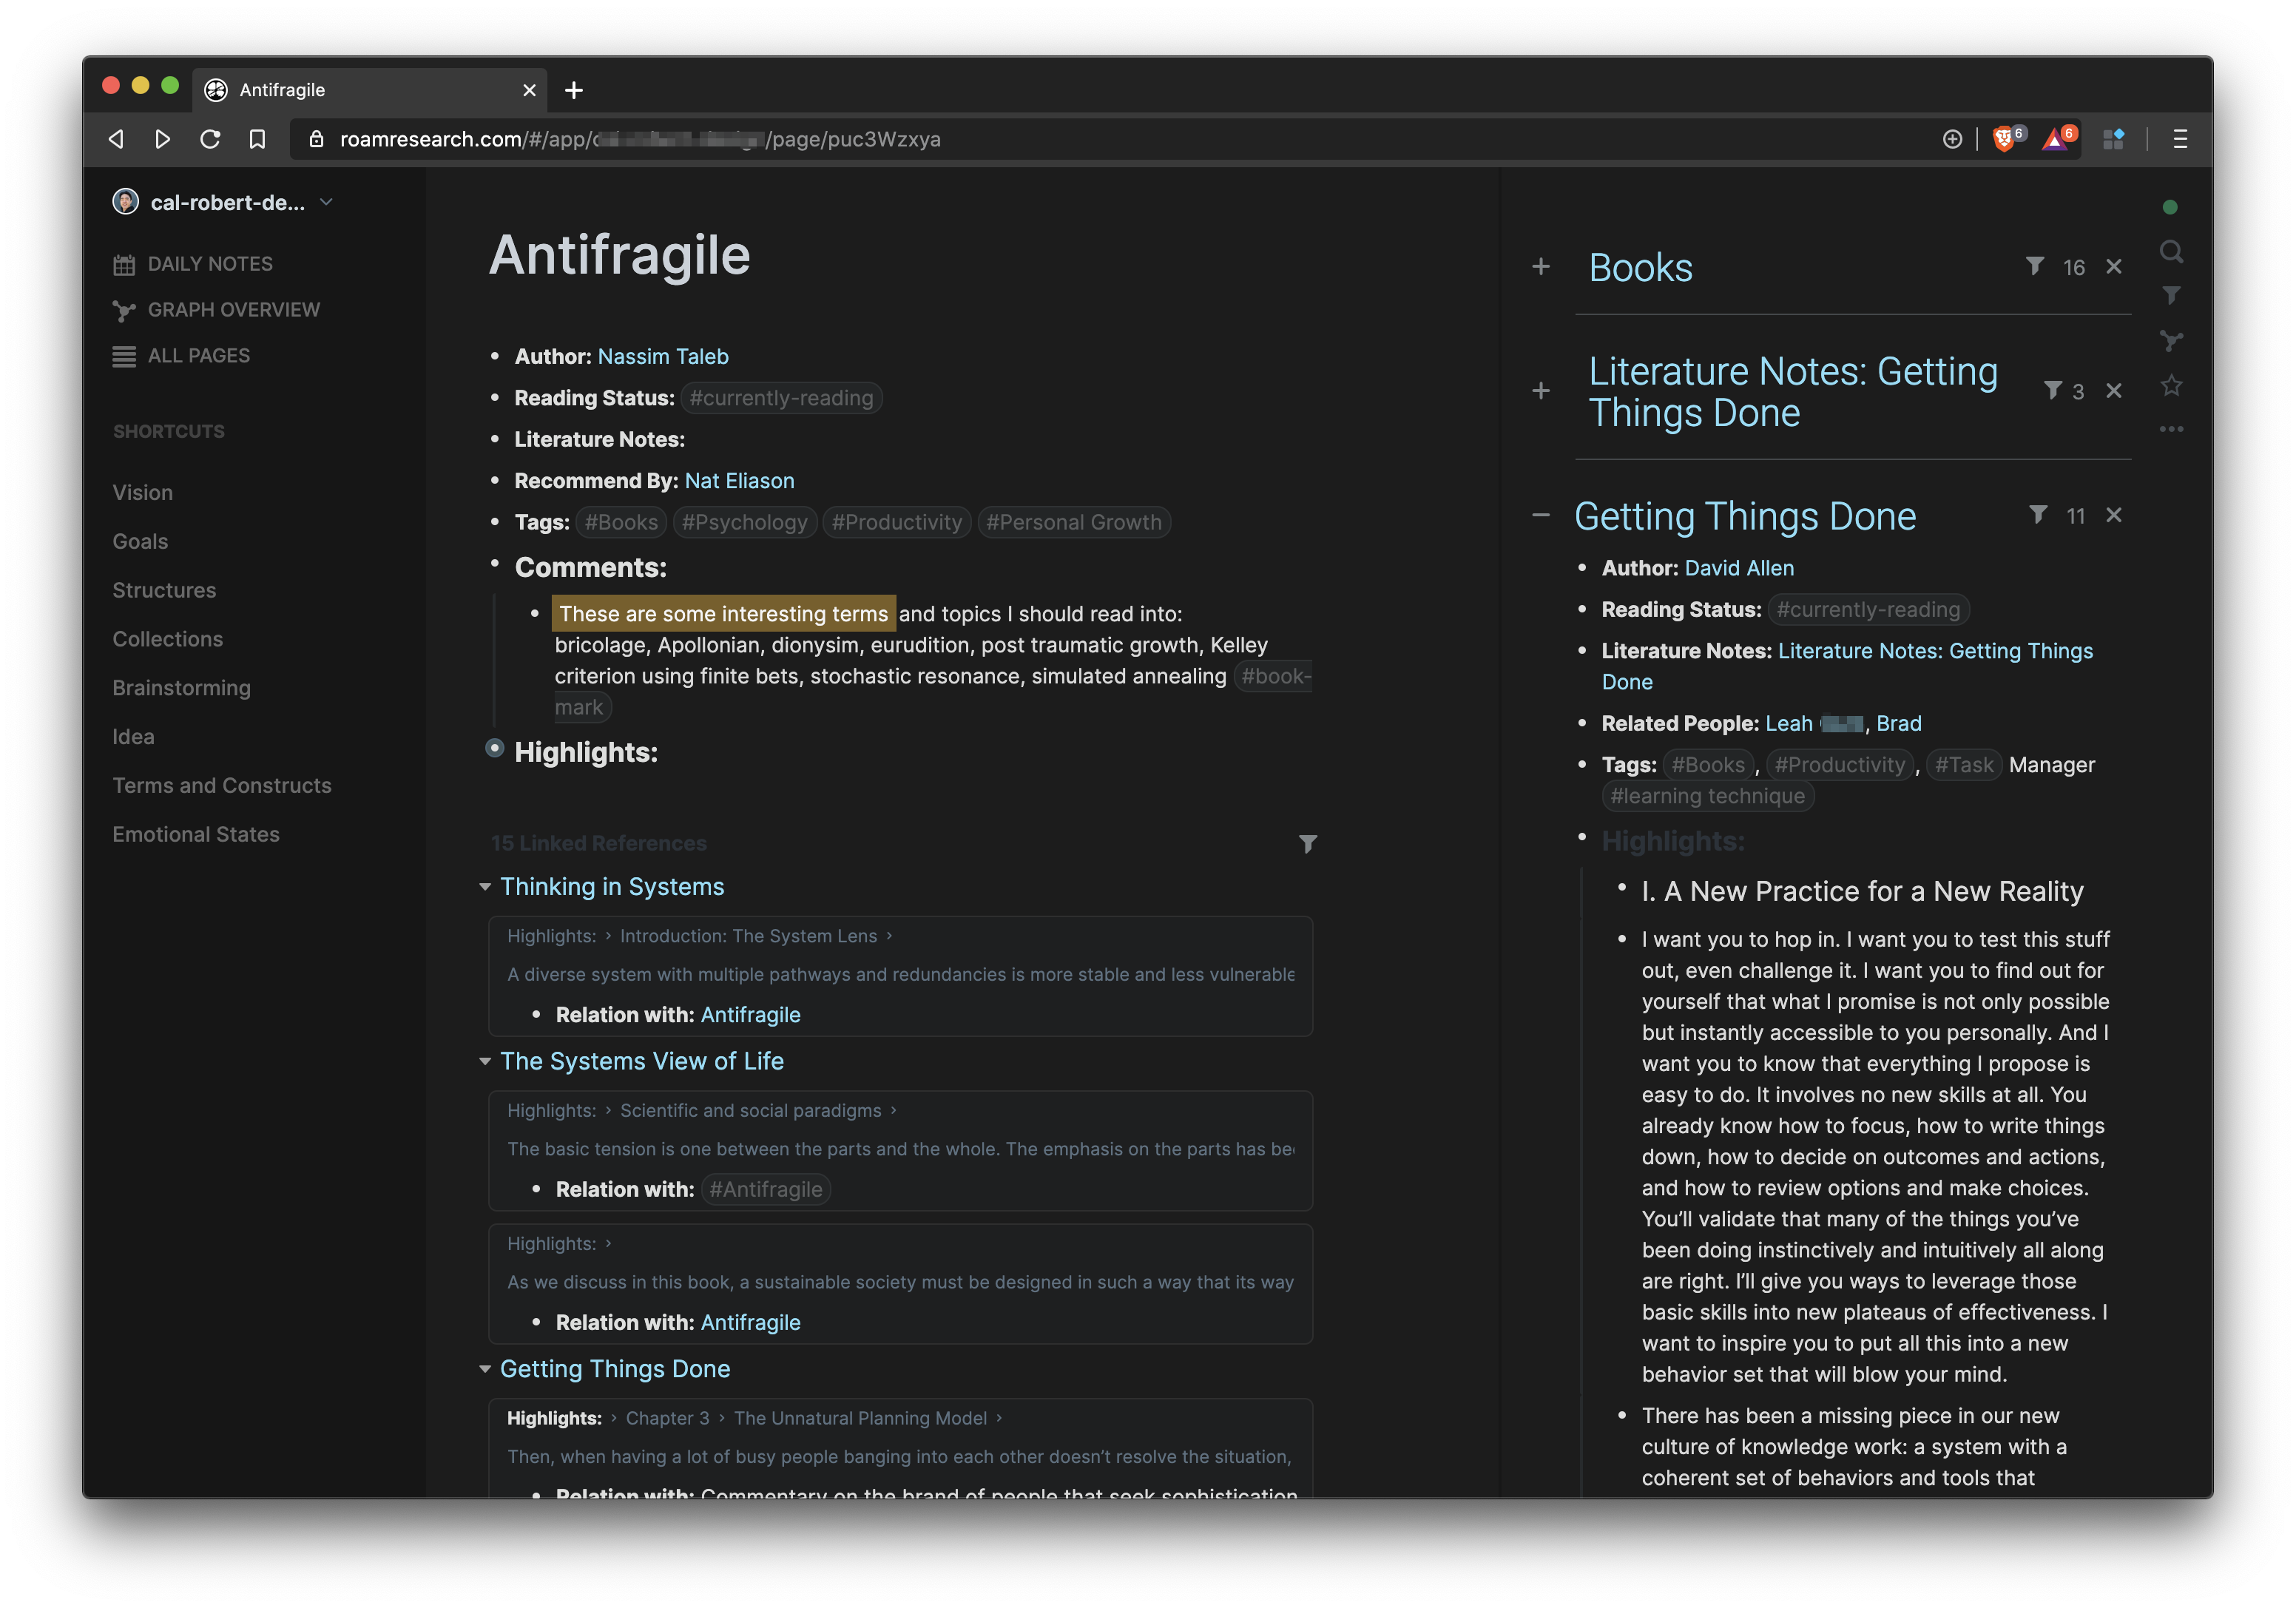 Antifragile
roamresearch.com/#/app/ /page/puc3Wzxya
6
6
cal-robert-de...
DAILY NOTES
GRAPH OVERVIEW
ALL PAGES
SHORTCUTS
Vision
Goals
Structures
Collections
Brainstorming
Idea
Terms and Constructs
Emotional States
Antifragile
Author: Nassim Taleb
Reading Status: #currently-reading
Literature Notes:
Recommend By: Nat Eliason
Tags: #Books #Psychology #Productivity #Personal Growth
Comments:
These are some interesting terms and topics I should read into:
bricolage, Apollonian, dionysim, eurudition, post traumatic growth, Kelley
criterion using finite bets, stochastic resonance, simulated annealing #book-
mark
Highlights:
15 Linked References
Thinking in Systems
Highlights: › Introduction: The System Lens ›
A diverse system with multiple pathways and redundancies is more stable and less vulnerable
Relation with: Antifragile
The Systems View of Life
Highlights: › Scientific and social paradigms ›
The basic tension is one between the parts and the whole. The emphasis on the parts has bee
Relation with: #Antifragile
Highlights: ›
As we discuss in this book, a sustainable society must be designed in such a way that its way
Relation with: Antifragile
Getting Things Done
Highlights: › Chapter 3 › The Unnatural Planning Model ›
Then, when having a lot of busy people banging into each other doesn’t resolve the situation,
Relation with: Commentary on the brand of people that seek sophistication
Books
16
Literature Notes: Getting
Things Done
3
Getting Things Done
11
Author: David Allen
Reading Status: #currently-reading
Literature Notes: Literature Notes: Getting Things
Done
Related People: Leah , Brad
Tags: #Books, #Productivity, #Task Manager
#learning technique
Highlights:
I. A New Practice for a New Reality
I want you to hop in. I want you to test this stuff
out, even challenge it. I want you to find out for
yourself that what I promise is not only possible
but instantly accessible to you personally. And I
want you to know that everything I propose is
easy to do. It involves no new skills at all. You
already know how to focus, how to write things
down, how to decide on outcomes and actions,
and how to review options and make choices.
You’ll validate that many of the things you’ve
been doing instinctively and intuitively all along
are right. I’ll give you ways to leverage those
basic skills into new plateaus of effectiveness. I
want to inspire you to put all this into a new
behavior set that will blow your mind.
There has been a missing piece in our new
culture of knowledge work: a system with a
coherent set of behaviors and tools that